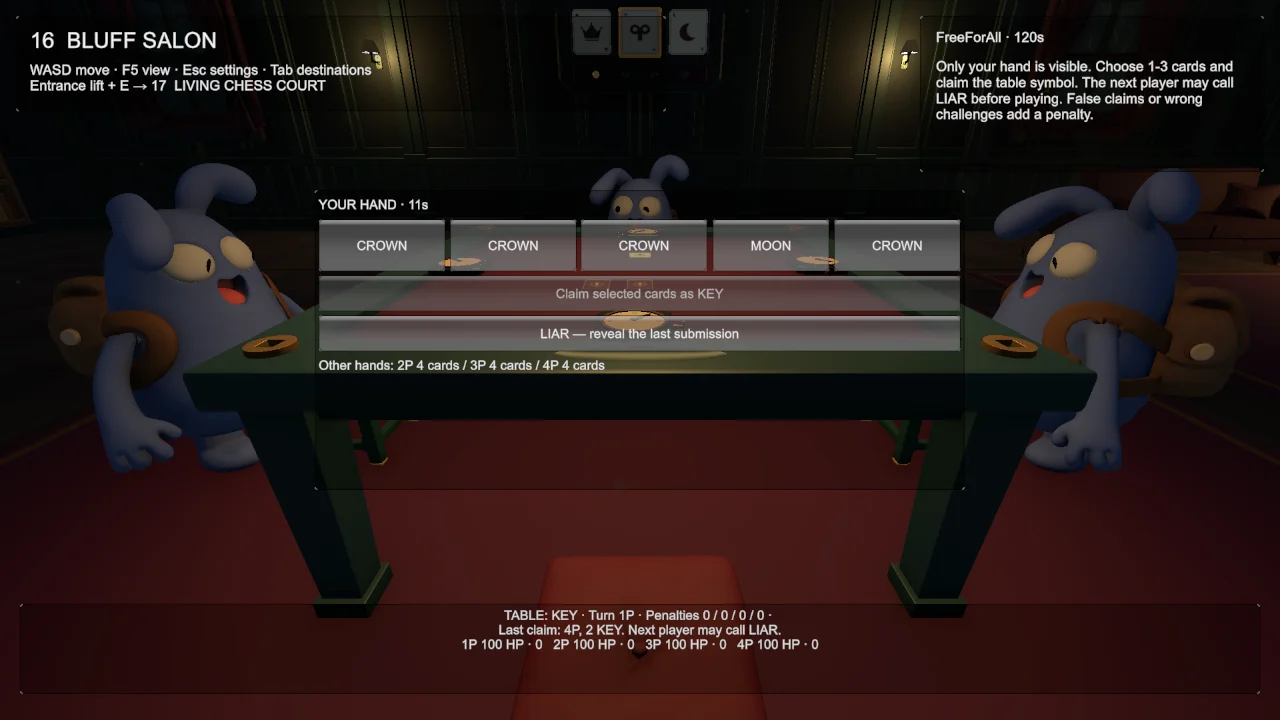 16 BLUFF SALON
WASD move · F5 view · Esc settings · Tab destinations
Entrance lift + E → 17 LIVING CHESS COURT
FreeForAll · 120s
Only your hand is visible. Choose 1-3 cards and
claim the table symbol. The next player may call
LIAR before playing. False claims or wrong
challenges add a penalty.
YOUR HAND · 11s
CROWN CROWN CROWN MOON CROWN
Claim selected cards as KEY
LIAR — reveal the last submission
Other hands: 2P 4 cards / 3P 4 cards / 4P 4 cards
TABLE: KEY · Turn 1P · Penalties 0 / 0 / 0 / 0 ·
Last claim: 4P, 2 KEY. Next player may call LIAR.
1P 100 HP · 0 2P 100 HP · 0 3P 100 HP · 0 4P 100 HP · 0